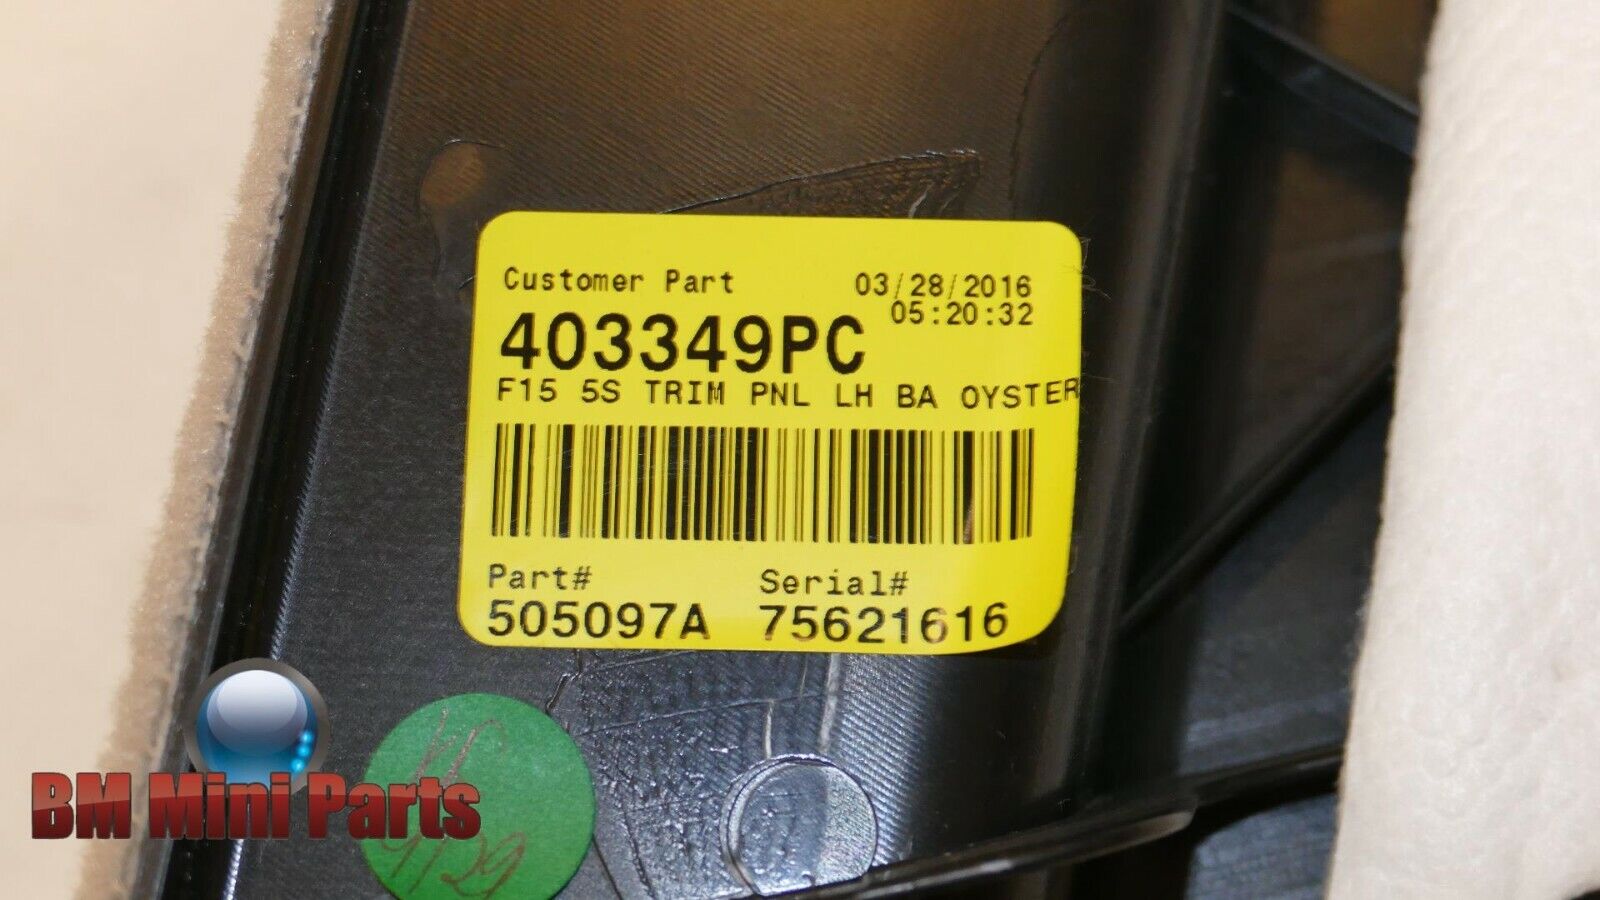 Customer Part 03/28/2016
05:20:32
403349PC
F15 5S TRIM PNL LH BA OYSTER
Part# Serial#
505097A 75621616
BM Mini Parts